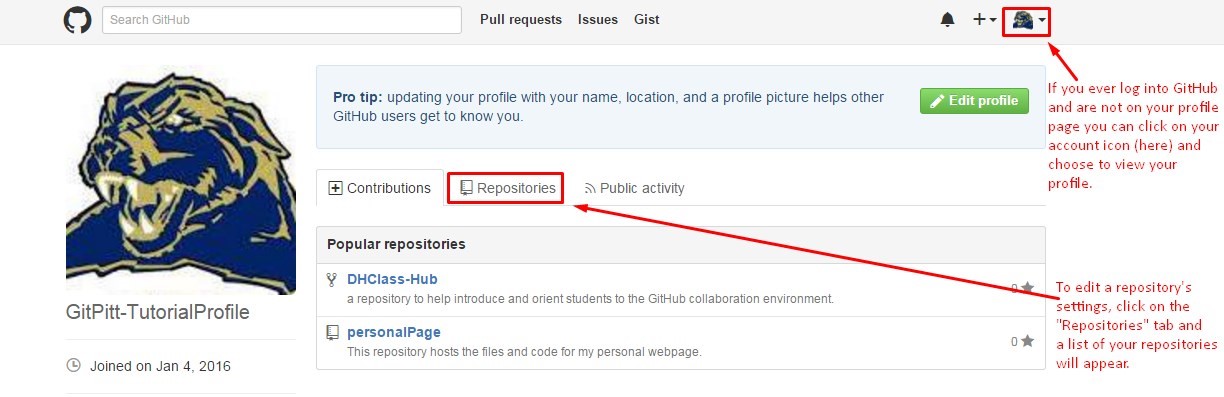 Search GitHub
Pull requests
Issues
Gist
Pro tip: updating your profile with your name, location, and a profile picture helps other
GitHub users get to know you.
Edit profile
If you ever log into GitHub
and are not on your profile
page you can click on your
account icon (here) and
choose to view your
profile.
Contributions
Repositories
Public activity
Popular repositories
DHClass-Hub
a repository to help introduce and orient students to the GitHub collaboration environment.
0
personalPage
This repository hosts the files and code for my personal webpage.
0
To edit a repository's
settings, click on the
"Repositories" tab and
a list of your repositories
will appear.
GitPitt-TutorialProfile
Joined on Jan 4, 2016